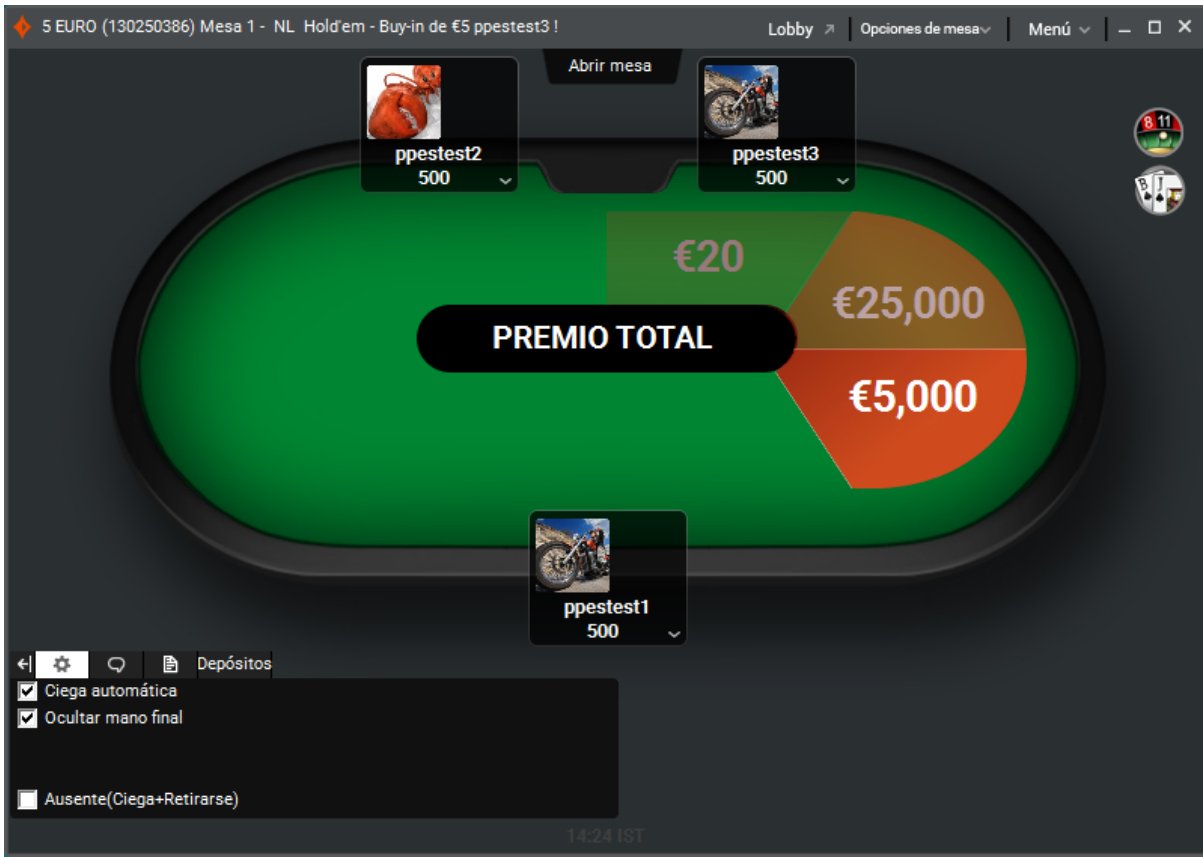 5 EURO (130250386) Mesa 1 - NL Hold'em - Buy-in de €5 ppestest3 !
Lobby
Opciones de mesa
Menú
Abrir mesa
ppestest2
500
ppestest3
500
8 11
B J
€20
€25,000
PREMIO TOTAL
€5,000
ppestest1
500
Depósitos
Ciega automática
Ocultar mano final
Ausente(Ciega+Retirarse)
14:24 IST